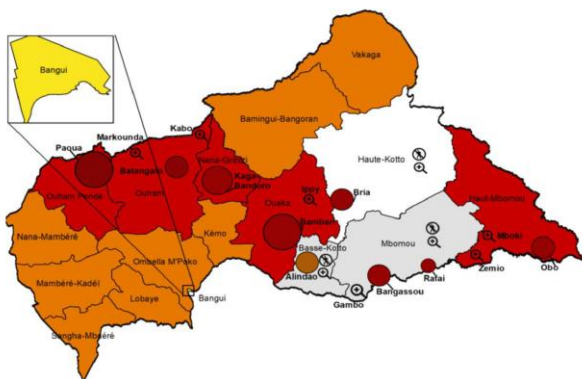 Bangui
Vakaga
Bamingui-Bangoran
Kabo
Markounda
Paqua
Batangafo
Nana-Grébizi
Haute-Kotto
Kaga-
Bandoro
Ouham Pendé
Ouham
Ippy
Bria
Ouaka
Haut-Mbomou
Bambari
Nana-Mambéré
Kémo
Mboki
Basse-Kotto
Mbomou
Ombella M'Poko
Obo
Zemio
Rafai
Alindao
Mambéré-Kadéï
Bangassou
Lobaye
Bangui
Gambo
Sangha-Mbaéré